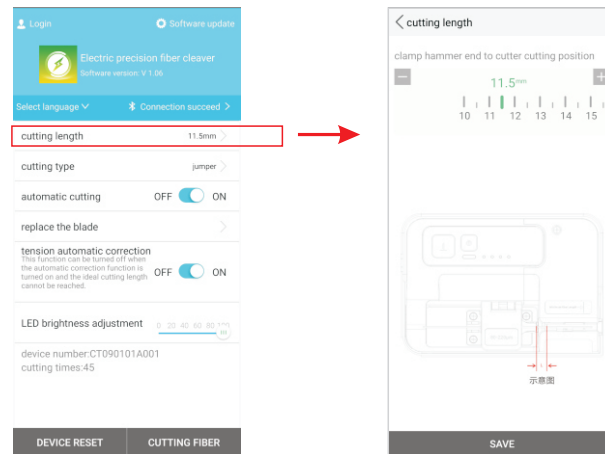 Login
Software update
Electric precision fiber cleaver
Software version: V 1.06
Select language
Connection succeed
cutting length 11.5mm
cutting type jumper
automatic cutting OFF ON
replace the blade
tension automatic correction
This function can be turned off when
the automatic correction function is
turned on and the ideal cutting length
cannot be reached.
OFF ON
LED brightness adjustment
0 20 40 60 80
device number:CT090101A001
cutting times:45
DEVICE RESET
CUTTING FIBER
cutting length
clamp hammer end to cutter cutting position
11.5mm
10 11 12 13 14 15
示意图
SAVE